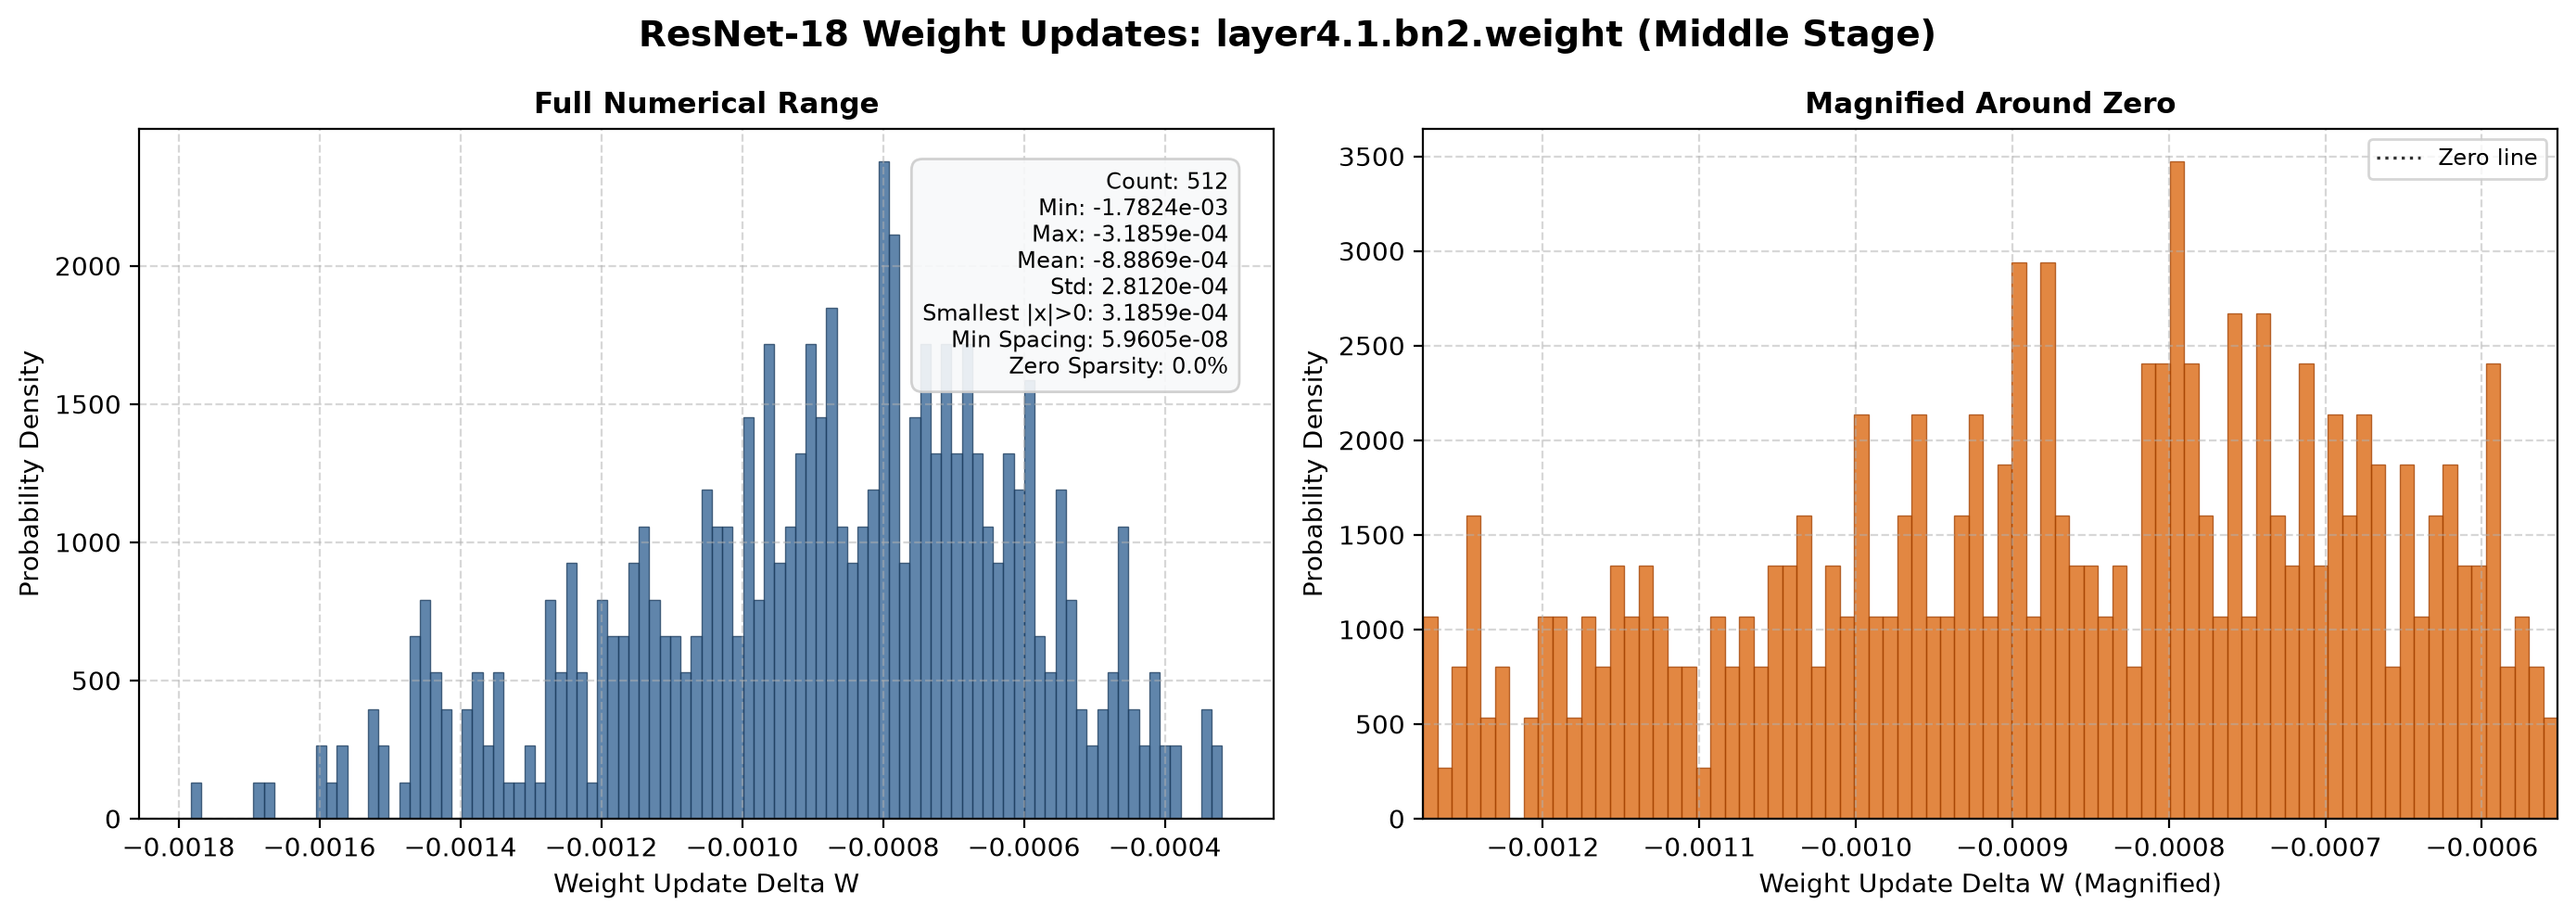 ResNet-18 Weight Updates: layer4.1.bn2.weight (Middle Stage)
Full Numerical Range
Probability Density
2000
1500
1000
500
0
Count: 512
Min: -1.7824e-03
Max: -3.1859e-04
Mean: -8.8869e-04
Std: 2.8120e-04
Smallest |x|>0: 3.1859e-04
Min Spacing: 5.9605e-08
Zero Sparsity: 0.0%
−0.0018 −0.0016 −0.0014 −0.0012 −0.0010 −0.0008 −0.0006 −0.0004
Weight Update Delta W
Magnified Around Zero
Probability Density
3500
3000
2500
2000
1500
1000
500
0
Zero line
−0.0012 −0.0011 −0.0010 −0.0009 −0.0008 −0.0007 −0.0006
Weight Update Delta W (Magnified)